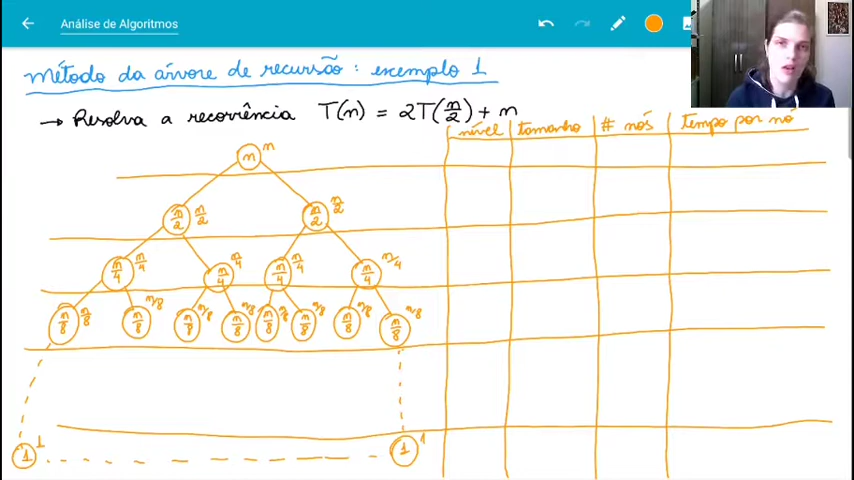 Análise de Algoritmos
Método da árvore de recursão: exemplo 1
→ Resolva a recorrência T(n) = 2T(n/2) + n
nível tamanho # nós tempo por nó
n n
n/2 n/2 n/2 n/2
n/4 n/4 n/4 n/4 n/4 n/4 n/4 n/4
n/8 n/8 n/8 n/8 n/8 n/8 n/8 n/8 n/8 n/8 n/8 n/8 n/8 n/8 n/8 n/8
1 1 1 1